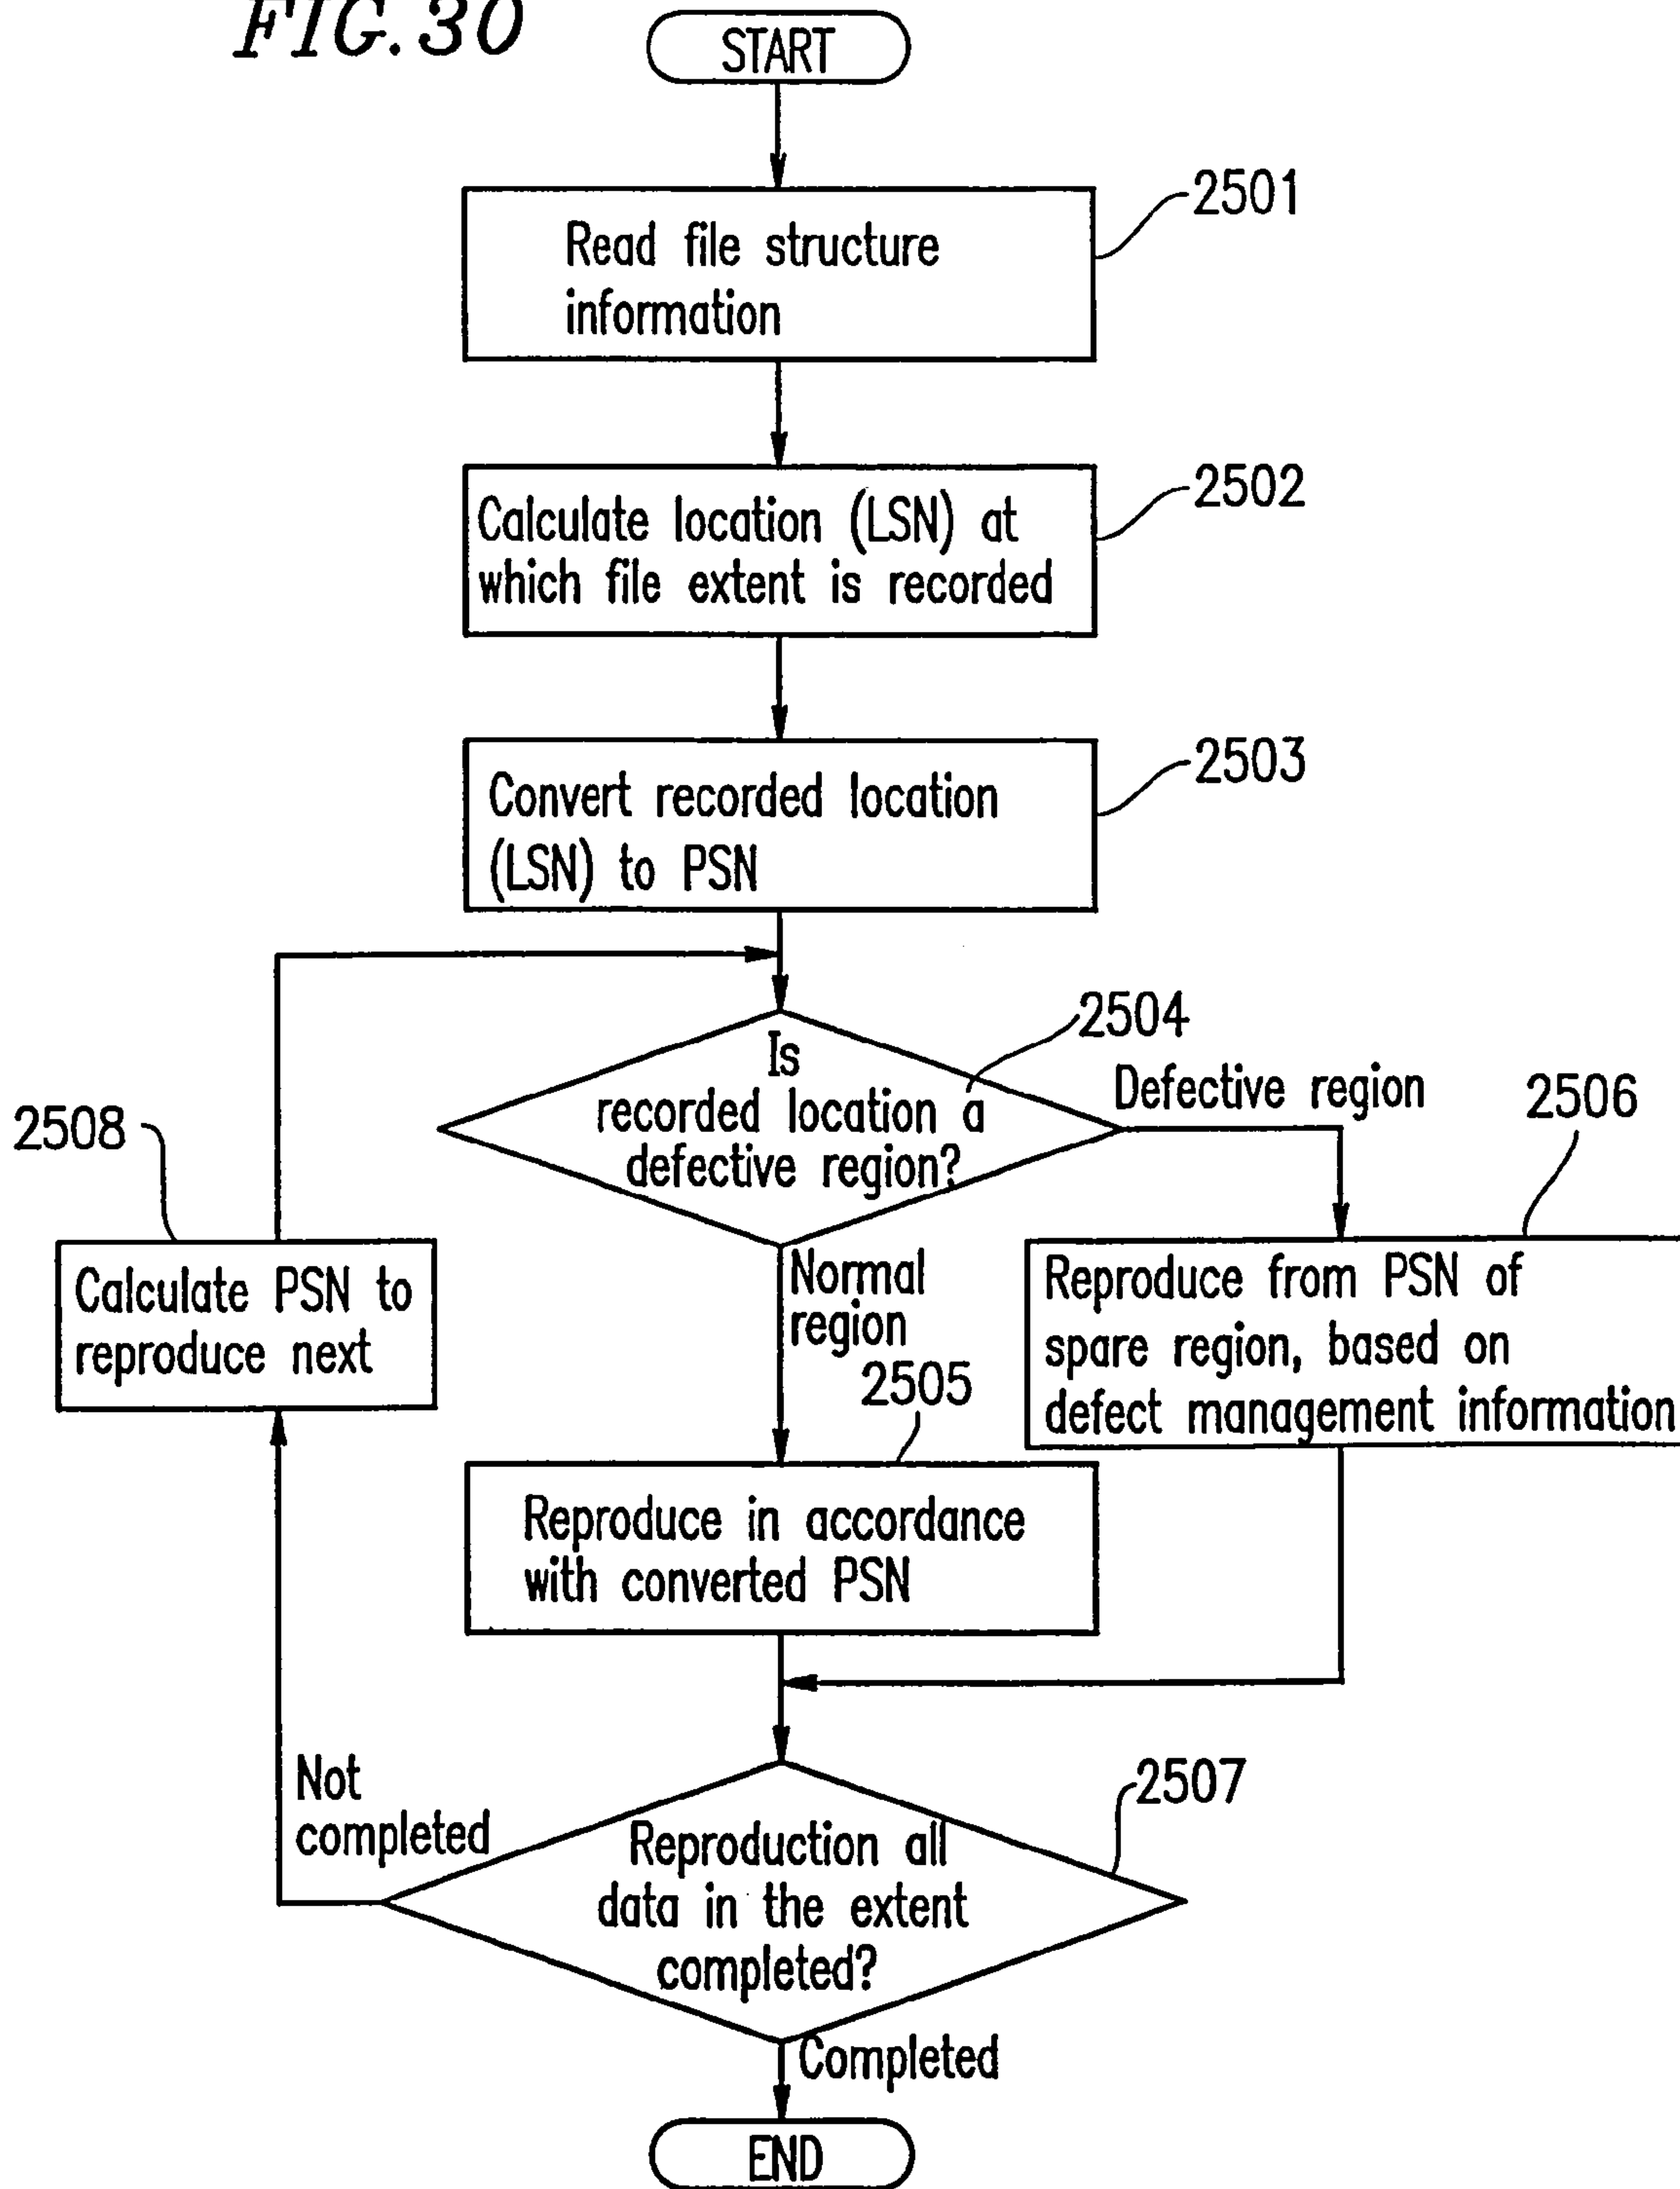 FIG. 30
START
2501
Read file structure
information
2502
Calculate location (LSN) at
which file extent is recorded
2503
Convert recorded location
(LSN) to PSN
2504
Is
recorded location a
defective region?
Defective region
2506
2508
Calculate PSN to
reproduce next
Normal
region
Reproduce from PSN of
spare region, based on
defect management information
2505
Reproduce in accordance
with converted PSN
Not
completed
2507
Reproduction all
data in the extent
completed?
Completed
END